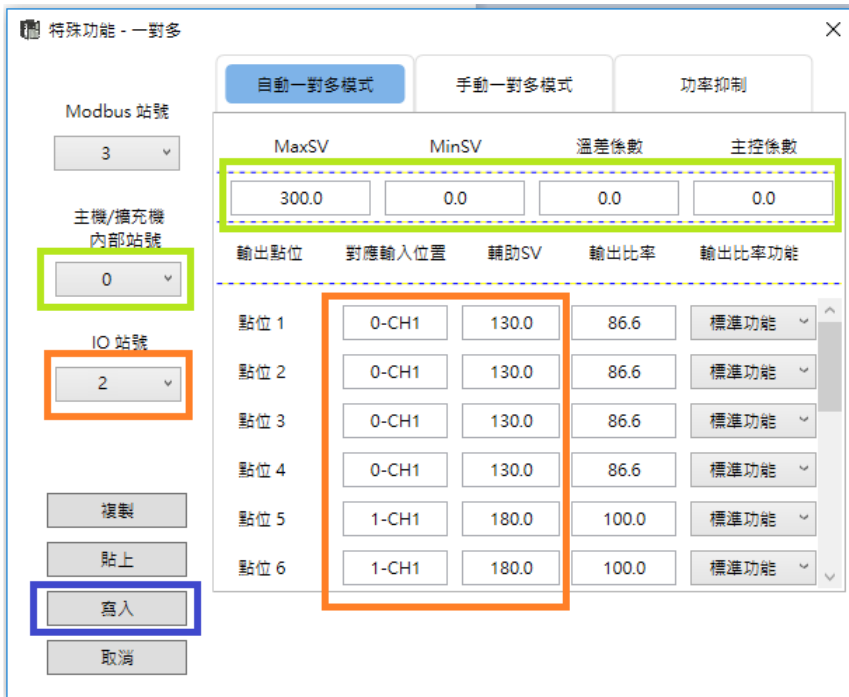 特殊功能 - 一對多
自動一對多模式 手動一對多模式 功率抑制
Modbus 站號
3
主機/擴充機
內部站號
0
IO 站號
2
複製
貼上
寫入
取消
MaxSV MinSV 溫差係數 主控係數
300.0 0.0 0.0 0.0
輸出點位 對應輸入位置 輔助SV 輸出比率 輸出比率功能
點位 1 0-CH1 130.0 86.6 標準功能
點位 2 0-CH1 130.0 86.6 標準功能
點位 3 0-CH1 130.0 86.6 標準功能
點位 4 0-CH1 130.0 86.6 標準功能
點位 5 1-CH1 180.0 100.0 標準功能
點位 6 1-CH1 180.0 100.0 標準功能